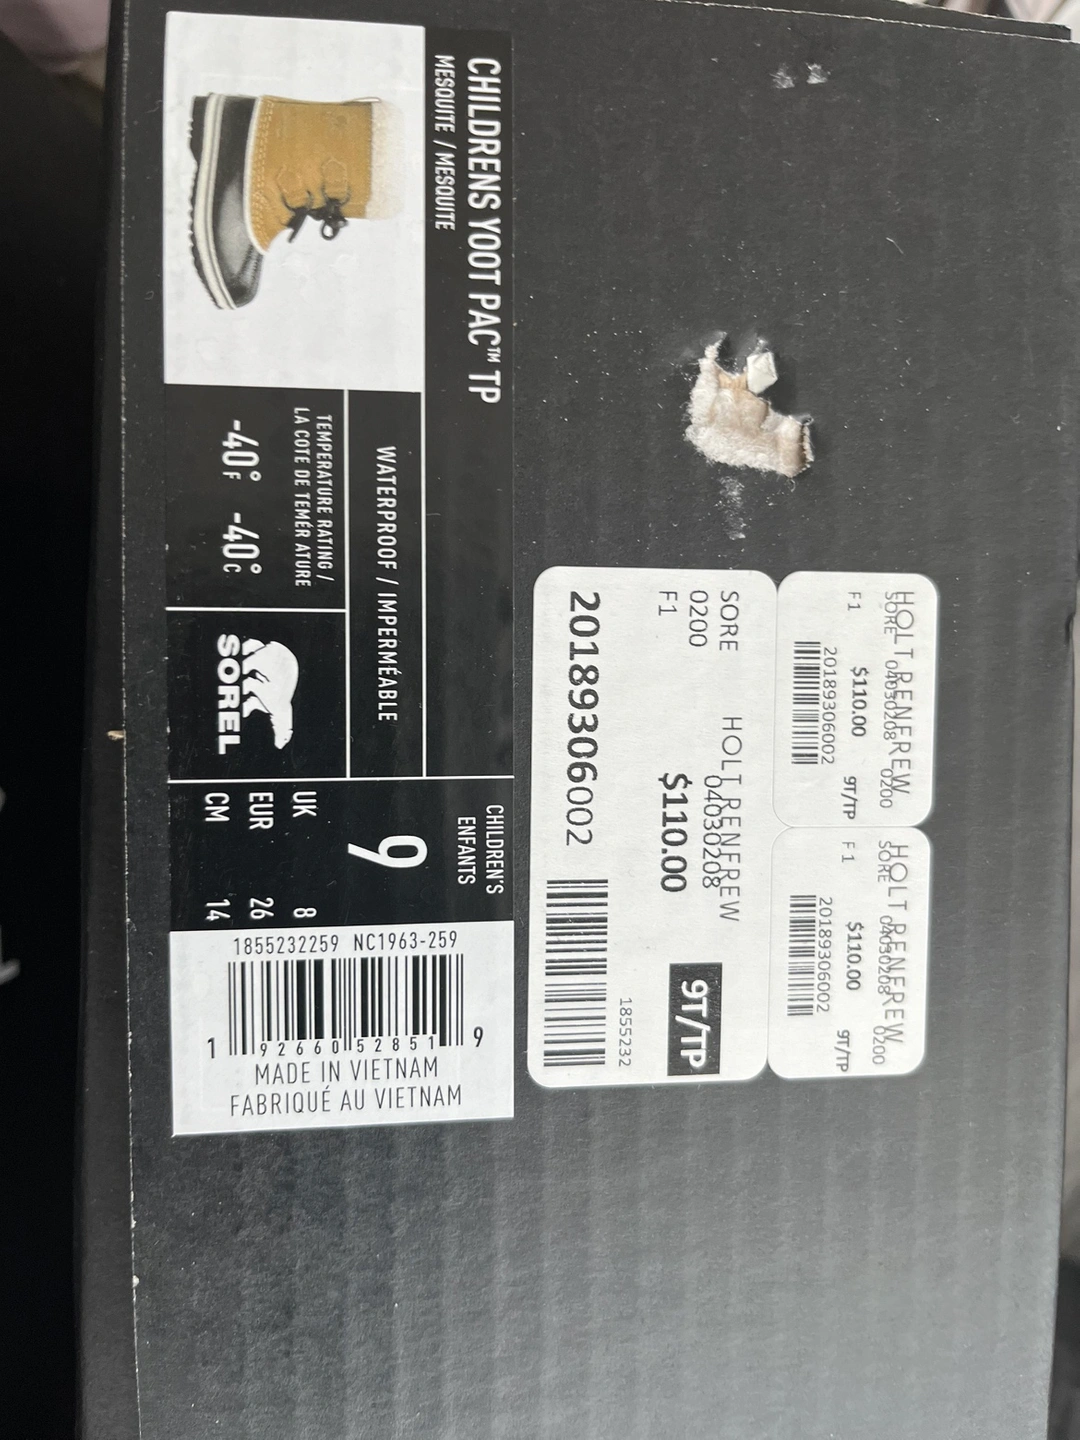 CHILDRENS YOOT PAC™ TP
MESQUITE / MESQUITE
WATERPROOF / IMPERMÉABLE
TEMPERATURE RATING /
LA COTE DE TEMÉR ATURE
-40°F -40°C
SOREL
CHILDREN'S
ENFANTS
9
UK 8
EUR 26
CM 14
1855232259 NC1963-259
1 92660 52851 9
MADE IN VIETNAM
FABRIQUÉ AU VIETNAM
HOLT RENFREW
SORE 04030208 0200
F1 $110.00 9T/TP
20189306002
HOLT RENFREW
SORE 04030208 0200
F1 $110.00 9T/TP
20189306002
SORE HOLT RENFREW
0200 04030208
F1 $110.00 9T/TP
20189306002
1855232